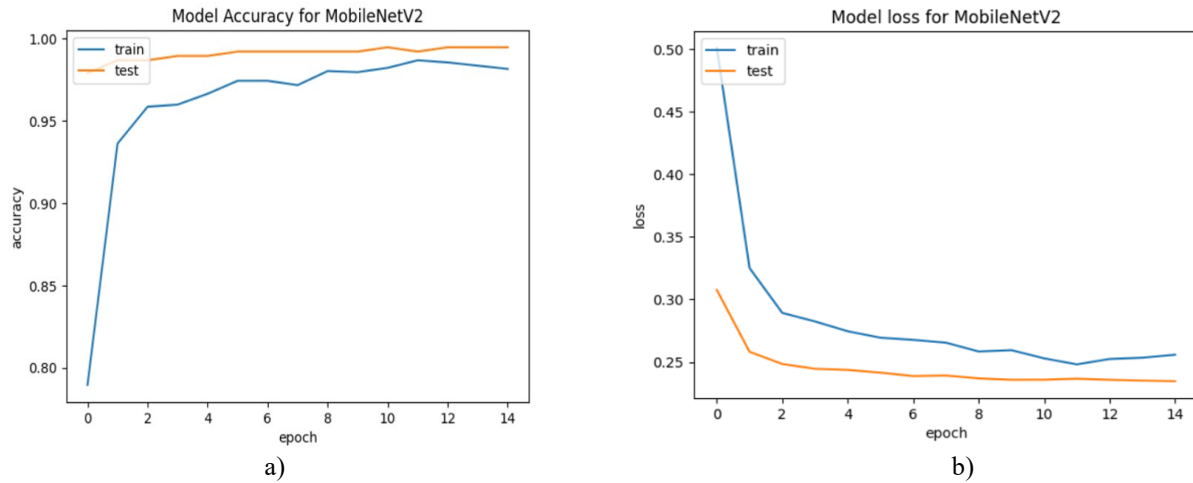 Model Accuracy for MobileNetV2
1.00
0.95
0.90
0.85
0.80
accuracy
train
test
0 2 4 6 8 10 12 14
epoch
a)
Model loss for MobileNetV2
0.50
0.45
0.40
0.35
0.30
0.25
loss
train
test
0 2 4 6 8 10 12 14
epoch
b)